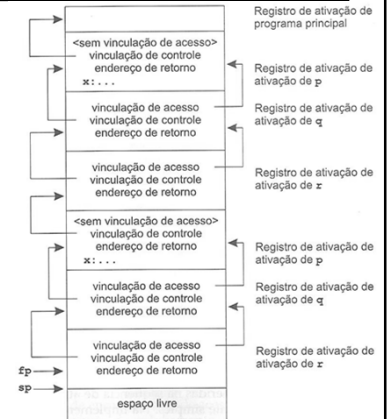 Registro de ativação de
programa principal
<sem vinculação de acesso>
vinculação de controle
endereço de retorno
x:...
Registro de ativação de
ativação de p
vinculação de acesso
vinculação de controle
endereço de retorno
Registro de ativação de
ativação de q
vinculação de acesso
vinculação de controle
endereço de retorno
Registro de ativação de
ativação de r
<sem vinculação de acesso>
vinculação de controle
endereço de retorno
x:...
Registro de ativação de
ativação de p
vinculação de acesso
vinculação de controle
endereço de retorno
Registro de ativação de
ativação de q
vinculação de acesso
vinculação de controle
endereço de retorno
Registro de ativação de
ativação de r
fp
sp
espaço livre